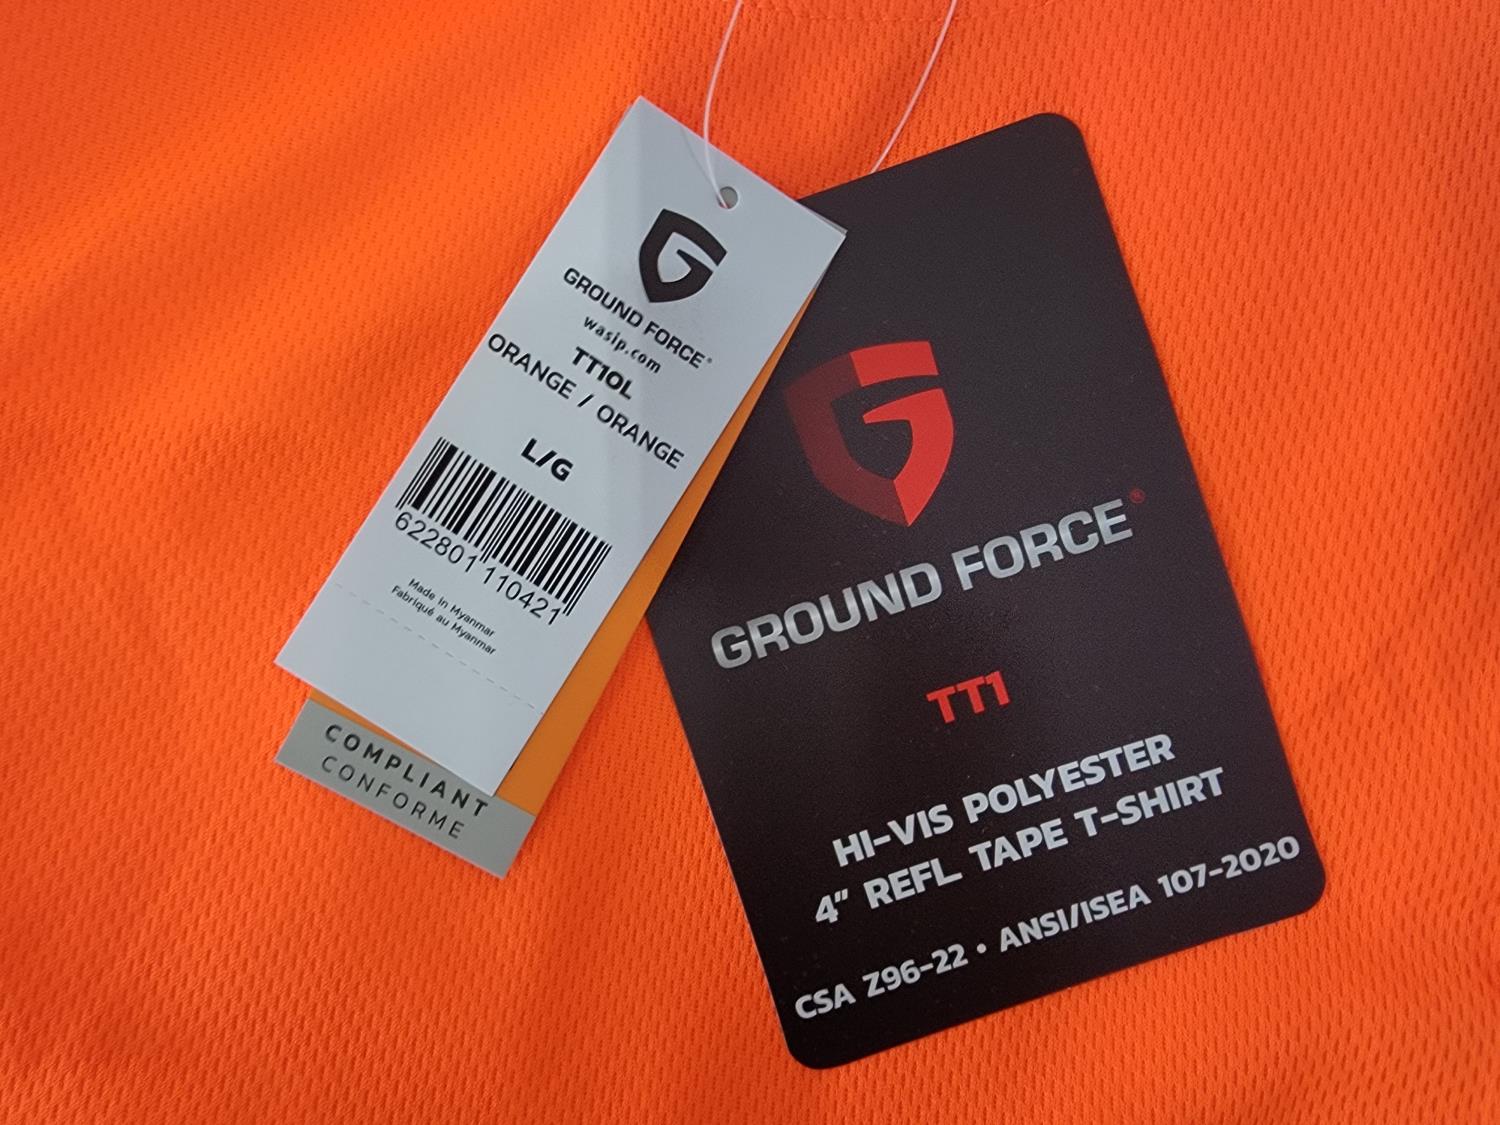 GROUND FORCE®
wasip.com
TT1OL
ORANGE / ORANGE
L/G
622801110421
Made in Myanmar
Fabriqué au Myanmar
COMPLIANT
CONFORME
GROUND FORCE®
TT1
HI-VIS POLYESTER
4" REFL TAPE T-SHIRT
CSA Z96-22 • ANSI/ISEA 107-2020